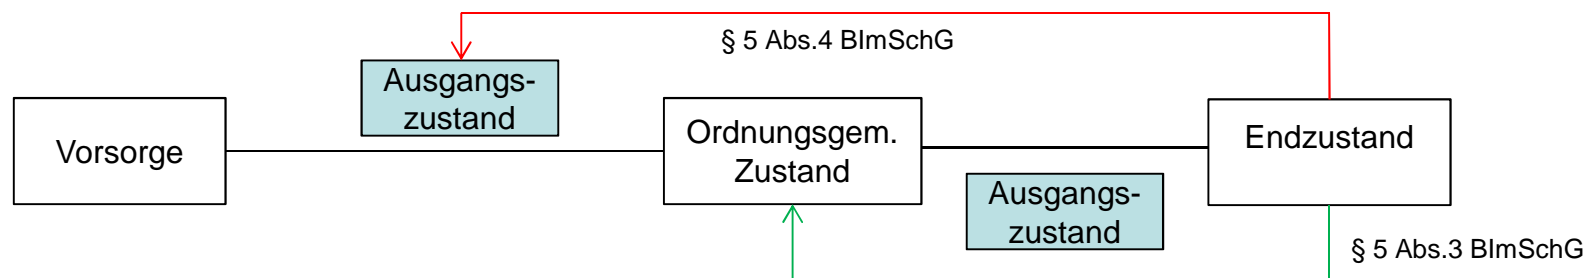 § 5 Abs.4 BImSchG
Ausgangs-
zustand
Vorsorge
Ordnungsgem.
Zustand
Endzustand
Ausgangs-
zustand
§ 5 Abs.3 BImSchG